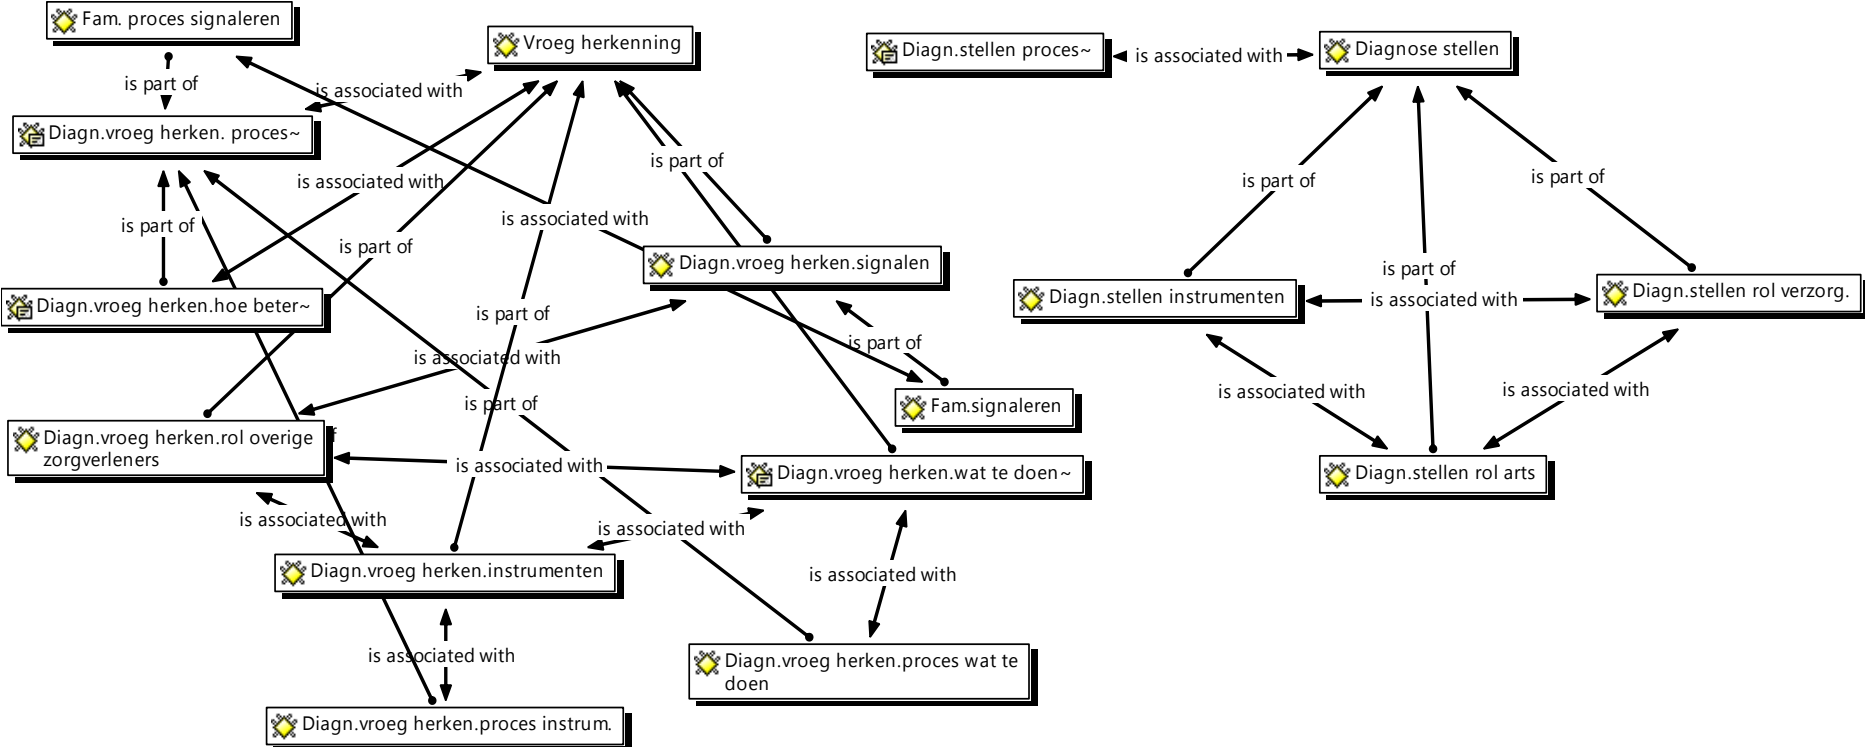 Fam. proces signaleren
Vroeg herkenning
Diagn.stellen proces~
is associated with
Diagnose stellen
is part of
is associated with
Diagn.vroeg herken. proces~
is part of
is associated with
is part of
is part of
is part of
is associated with
is part of
Diagn.vroeg herken.signalen
is part of
is associated with
Diagn.stellen instrumenten
Diagn.stellen rol verzorg.
Diagn.vroeg herken.hoe beter~
is part of
is part of
is associated with
is associated with
is associated with
is part of
Fam.signaleren
Diagn.vroeg herken.rol overige
zorgverleners
is associated with
Diagn.vroeg herken.wat te doen~
Diagn.stellen rol arts
is associated with
is associated with
Diagn.vroeg herken.instrumenten
is associated with
is associated with
Diagn.vroeg herken.proces wat te
doen
Diagn.vroeg herken.proces instrum.